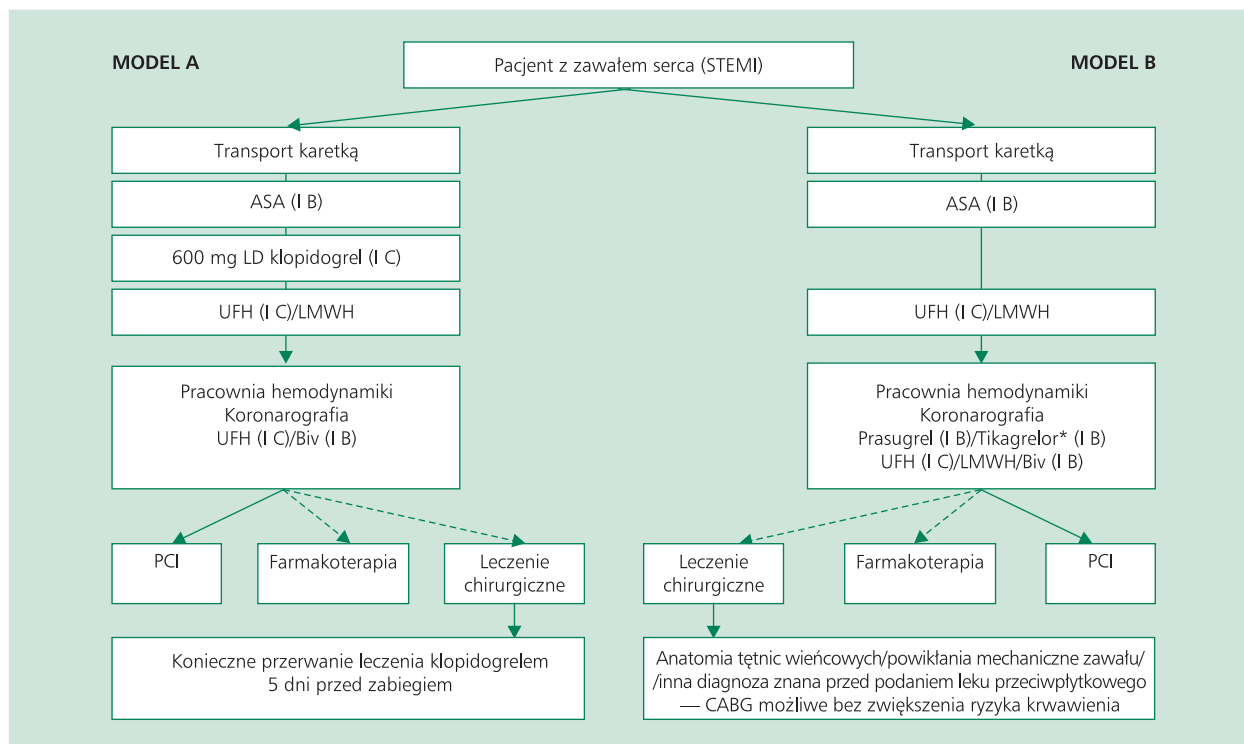 MODEL A
Pacjent z zawałem serca (STEMI)
MODEL B
Transport karetką
ASA (I B)
600 mg LD klopidogrel (I C)
UFH (I C)/LMWH
Pracownia hemodynamiki
Koronarografia
UFH (I C)/Biv (I B)
PCI
Farmakoterapia
Leczenie
chirurgiczne
Konieczne przerwanie leczenia klopidogrelem
5 dni przed zabiegiem
Transport karetką
ASA (I B)
UFH (I C)/LMWH
Pracownia hemodynamiki
Koronarografia
Prasugrel (I B)/Tikagrelor* (I B)
UFH (I C)/LMWH/Biv (I B)
Leczenie
chirurgiczne
Farmakoterapia
PCI
Anatomia tętnic wieńcowych/powikłania mechaniczne zawału/
/inna diagnoza znana przed podaniem leku przeciwpłytkowego
— CABG możliwe bez zwiększenia ryzyka krwawienia